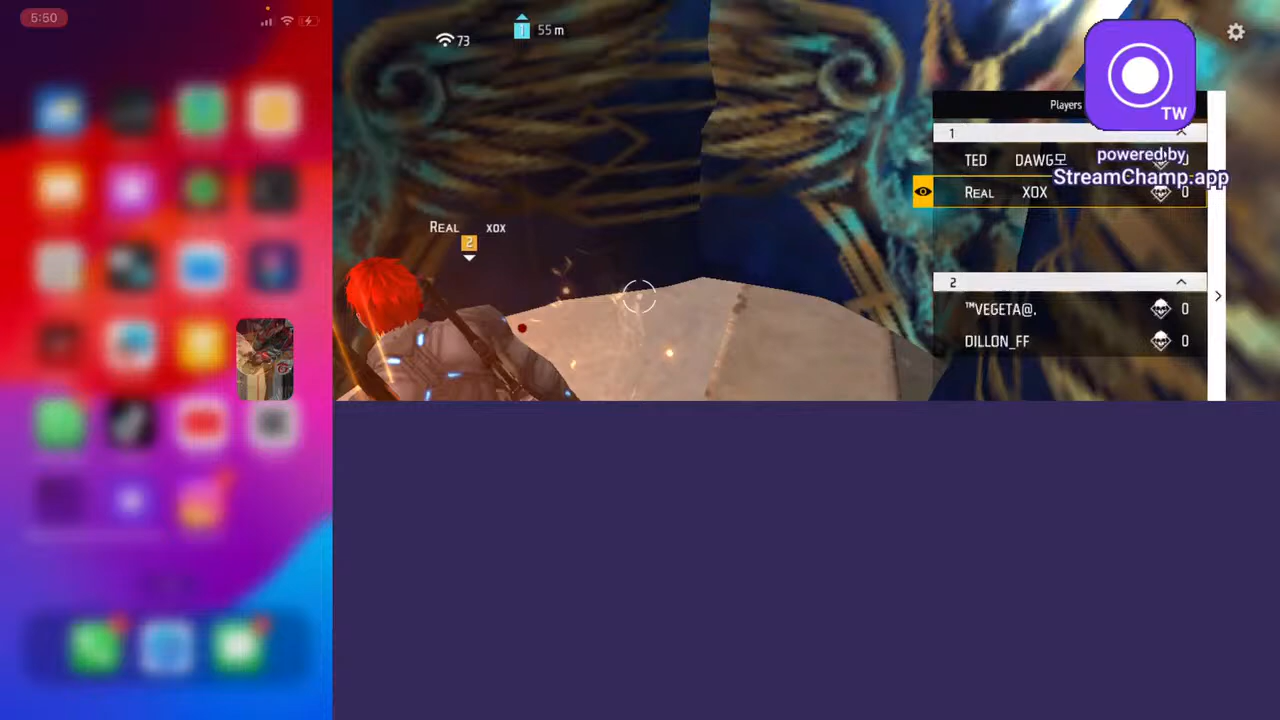 5:50
73
1 55 m
TW
Players
1
powered by
TED DAWG모
StreamChamp.app
REAL XOX 0
REAL XOX
2
2
™VEGETA@. 0
DILLON_FF 0